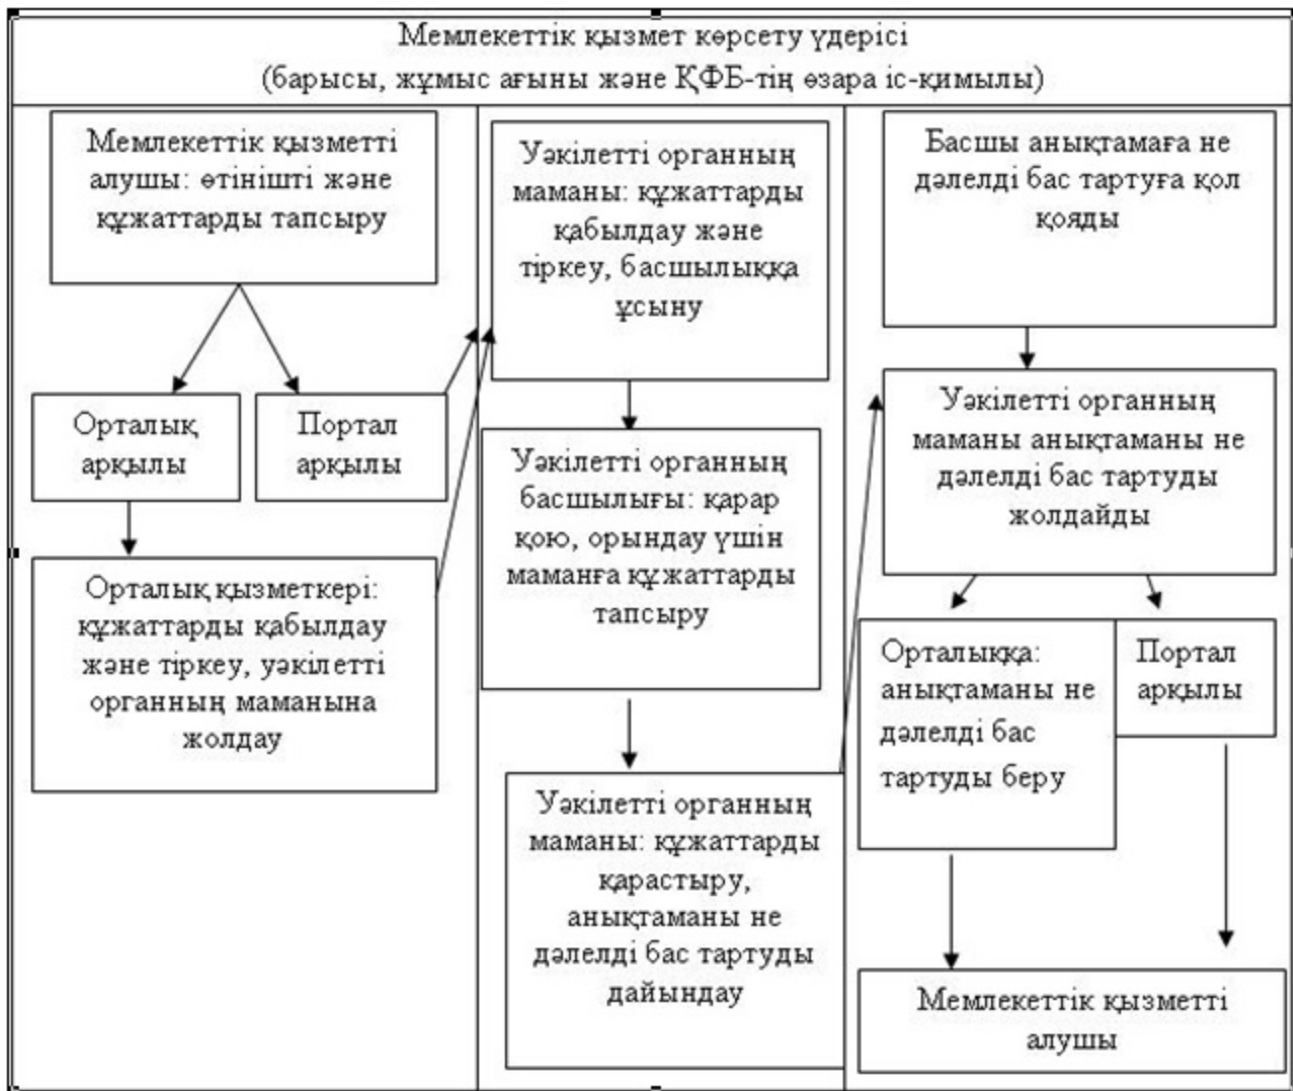 Мемлекеттік қызмет көрсету үдерісі
(барысы, жұмыс ағыны және ҚФБ-тің өзара іс-қимылы)
Мемлекеттік қызметті
алушы: өтінішті және
құжаттарды тапсыру
Орталық
арқылы
Портал
арқылы
Орталық қызметкері:
құжаттарды қабылдау
және тіркеу, уәкілетті
органның маманына
жолдау
Уәкілетті органның
маманы: құжаттарды
қабылдау және
тіркеу, басшылыққа
ұсыну
Уәкілетті органның
басшылығы: қарар
қою, орындау үшін
маманға құжаттарды
тапсыру
Уәкілетті органның
маманы: құжаттарды
қарастыру,
анықтаманы не
дәлелді бас тартуды
дайындау
Басшы анықтамаға не
дәлелді бас тартуға қол
қояды
Уәкілетті органның
маманы анықтаманы не
дәлелді бас тартуды
жолдайды
Орталыққа:
анықтаманы не
дәлелді бас
тартуды беру
Портал
арқылы
Мемлекеттік қызметті
алушы